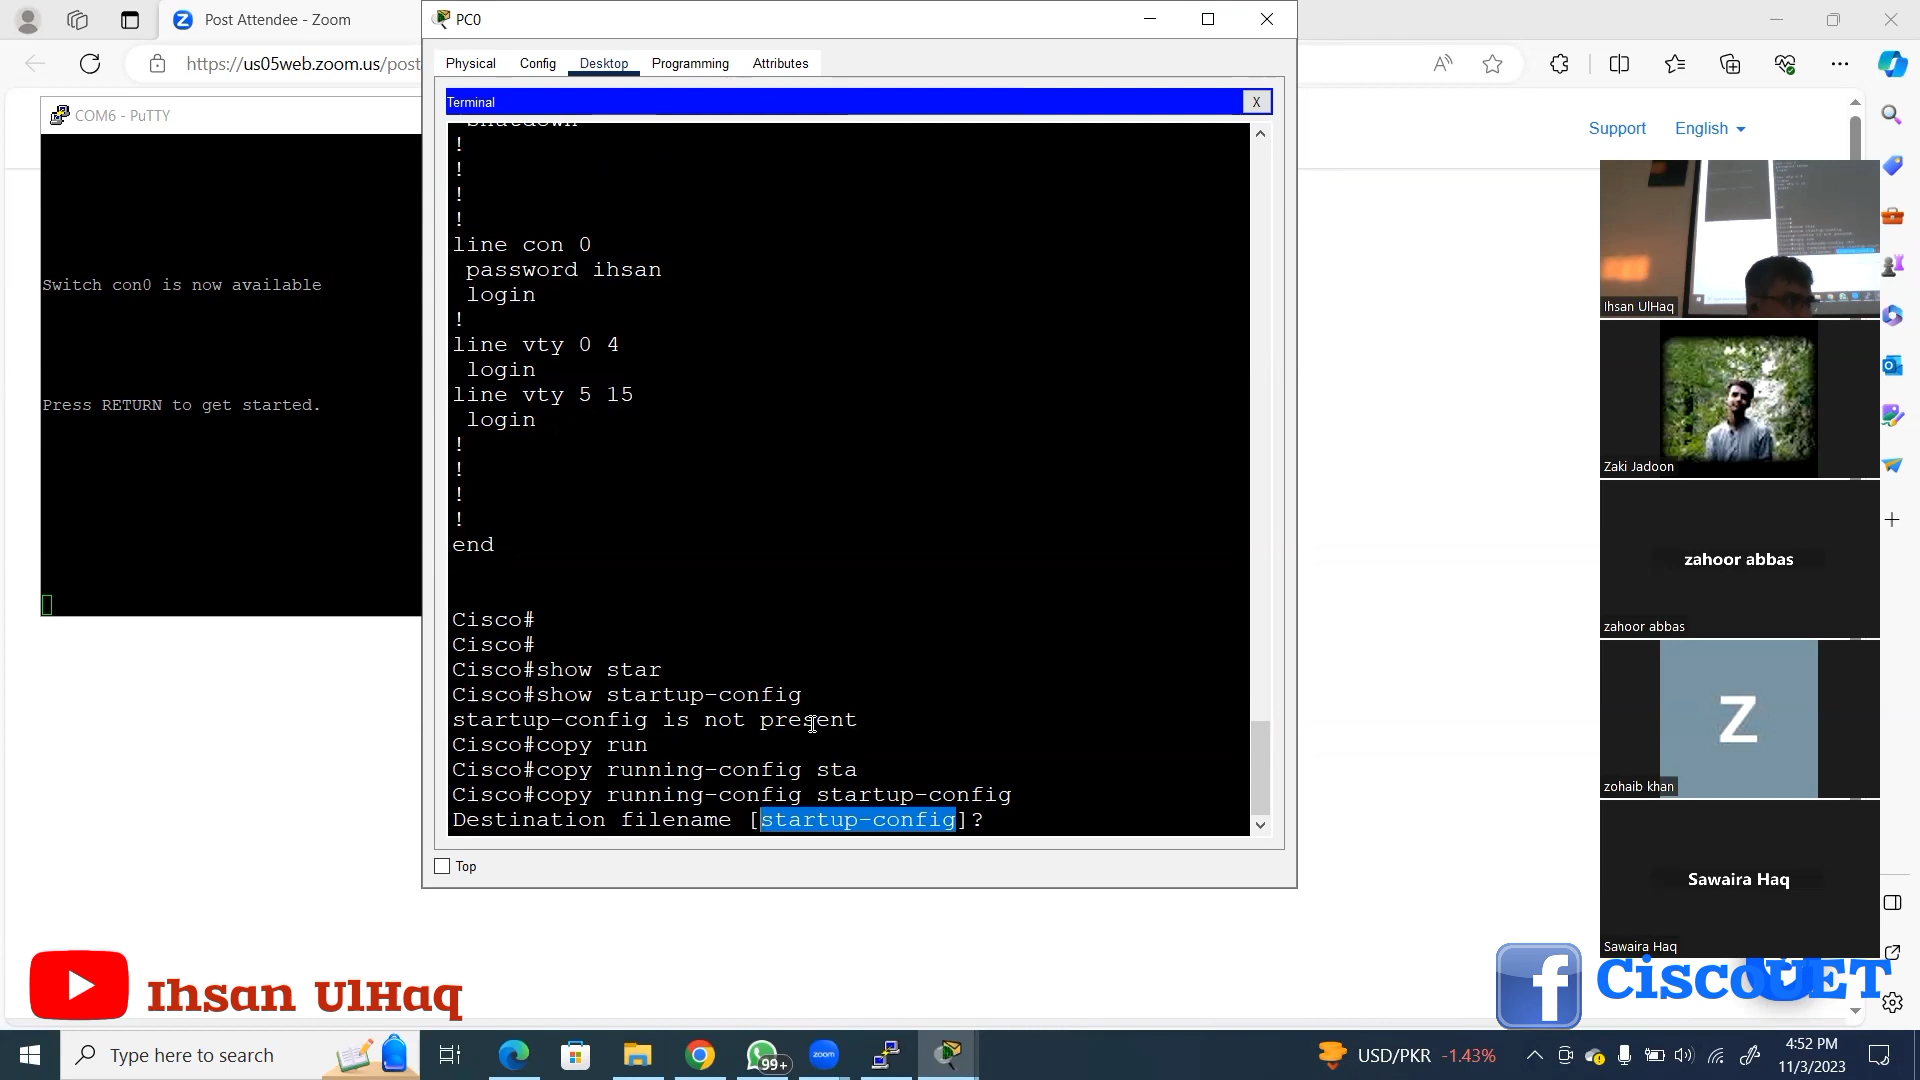 Post Attendee - Zoom
https://us05web.zoom.us/post
PC0
Physical
Config
Desktop
Programming
Attributes
Terminal
X
COM6 - PuTTY
Switch con0 is now available
Press RETURN to get started.
!
!
!
!
line con 0
password ihsan
login
!
line vty 0 4
login
line vty 5 15
login
!
!
!
!
end
Cisco#
Cisco#
Cisco#show star
Cisco#show startup-config
startup-config is not present
Cisco#copy run
Cisco#copy running-config sta
Cisco#copy running-config startup-config
Destination filename [startup-config]?
Top
Support
English
Ihsan UlHaq
Zaki Jadoon
zahoor abbas
zahoor abbas
Z
zohaib khan
Sawaira Haq
Sawaira Haq
Ihsan UlHaq
f
CiscoUET
Type here to search
99+
zoom
USD/PKR -1.43%
4:52 PM
11/3/2023